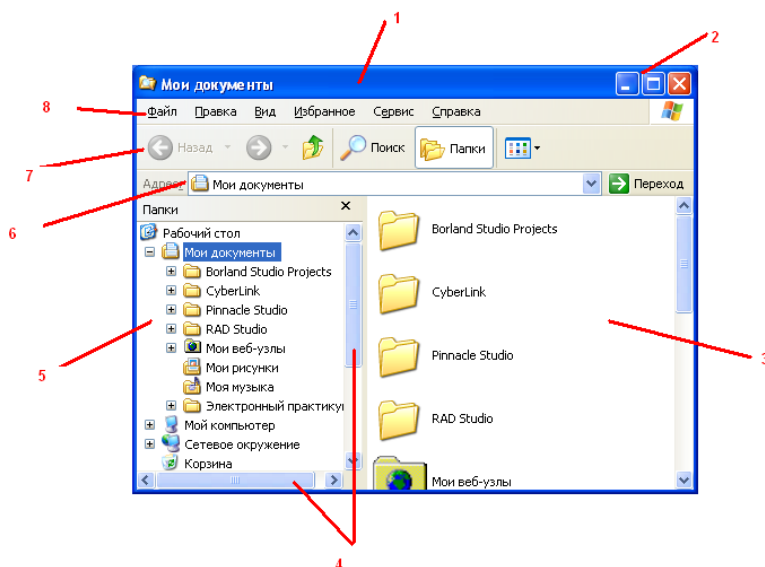 1
2
Мои документы
8
Файл Правка Вид Избранное Сервис Справка
Назад Поиск Папки
7
Адрес Мои документы Переход
6
Папки
Рабочий стол
Мои документы
Borland Studio Projects
CyberLink
Pinnacle Studio
RAD Studio
Мои веб-узлы
Мои рисунки
Моя музыка
Электронный практику
Мой компьютер
Сетевое окружение
Корзина
5
Borland Studio Projects
CyberLink
Pinnacle Studio
RAD Studio
Мои веб-узлы
3
4